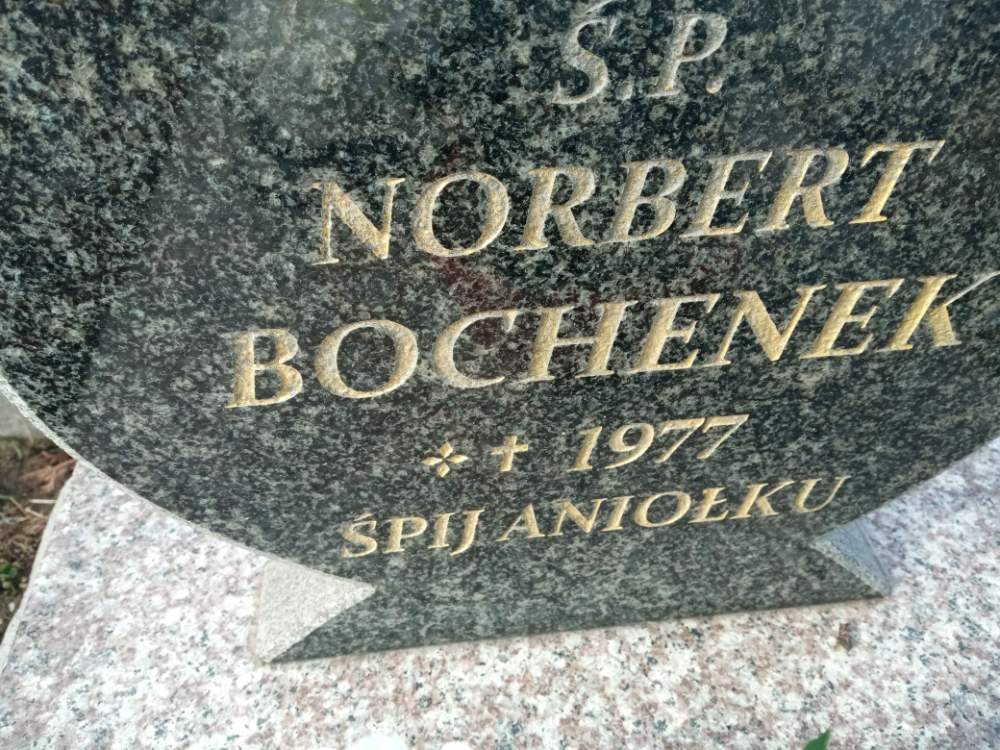 Ś.P.
NORBERT
BOCHENEK
✣ ✝ 1977
ŚPIJ ANIOŁKU